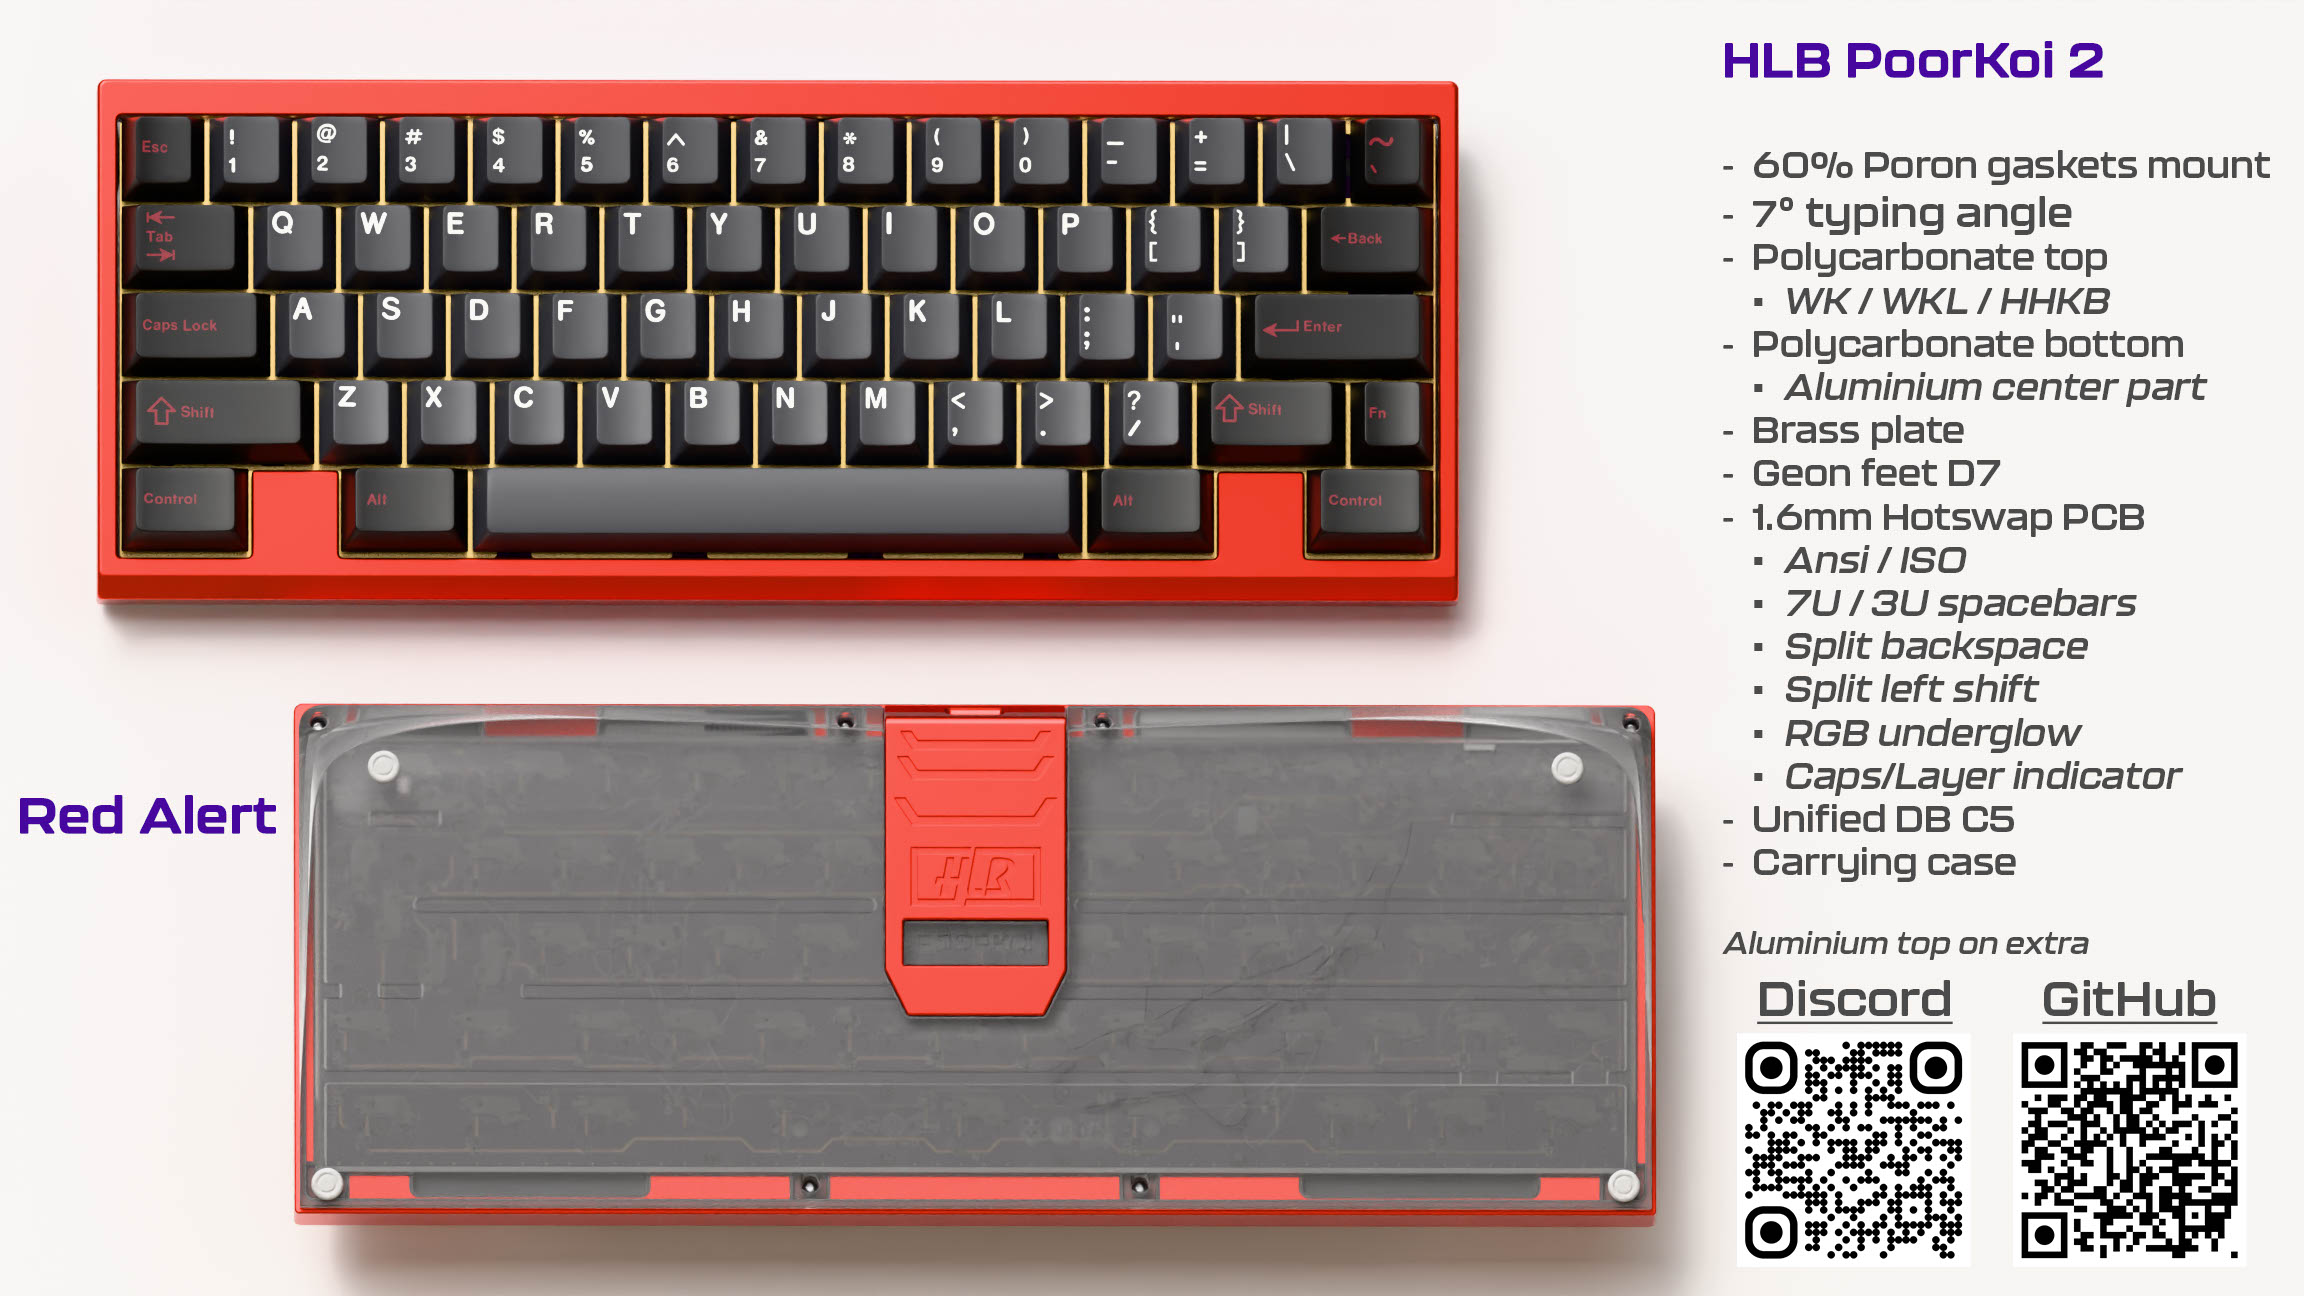 HLB PoorKoi 2
- 60% Poron gaskets mount
- 7° typing angle
- Polycarbonate top
▪ WK / WKL / HHKB
- Polycarbonate bottom
▪ Aluminium center part
- Brass plate
- Geon feet D7
- 1.6mm Hotswap PCB
▪ Ansi / ISO
▪ 7U / 3U spacebars
▪ Split backspace
▪ Split left shift
▪ RGB underglow
▪ Caps/Layer indicator
- Unified DB C5
- Carrying case
Aluminium top on extra
Discord GitHub
Red Alert
Esc ! 1 @ 2 # 3 $ 4 % 5 ^ 6 & 7 * 8 ( 9 ) 0 _ - + = | \ ~ `
Tab Q W E R T Y U I O P { [ } ] ←Back
Caps Lock A S D F G H J K L : ; " ' Enter
Shift Z X C V B N M < , > . ? / Shift Fn
Control Alt Alt Control
HLB